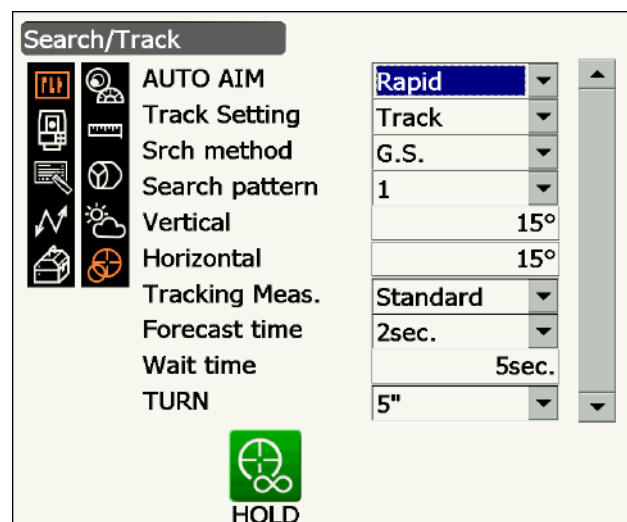 Search/Track
AUTO AIM Rapid
Track Setting Track
Srch method G.S.
Search pattern 1
Vertical 15°
Horizontal 15°
Tracking Meas. Standard
Forecast time 2sec.
Wait time 5sec.
TURN 5"
HOLD